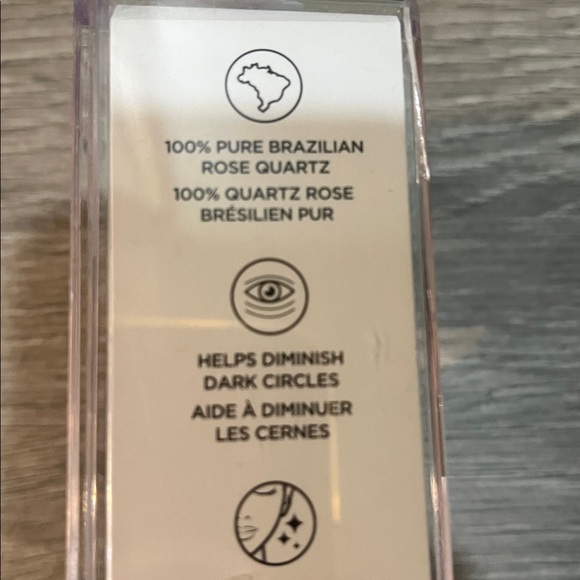 100% PURE BRAZILIAN
ROSE QUARTZ
100% QUARTZ ROSE
BRÉSILIEN PUR
HELPS DIMINISH
DARK CIRCLES
AIDE À DIMINUER
LES CERNES